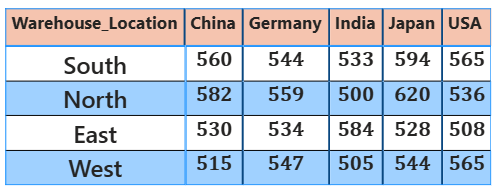 Warehouse_Location China Germany India Japan USA
South 560 544 533 594 565
North 582 559 500 620 536
East 530 534 584 528 508
West 515 547 505 544 565